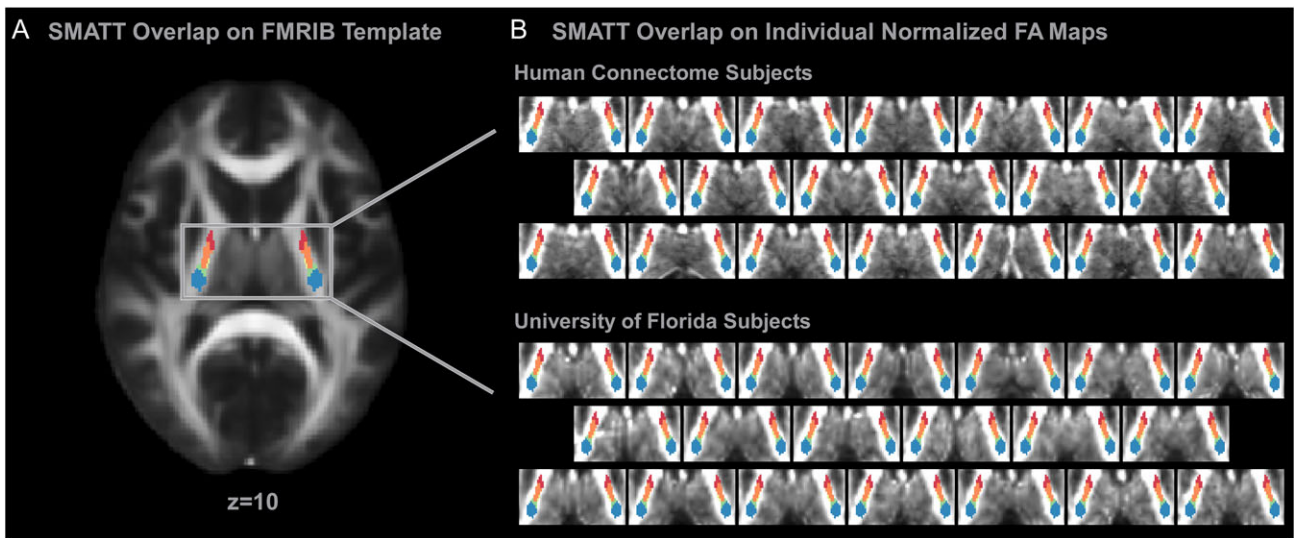 A SMATT Overlap on FMRIB Template
z=10
B SMATT Overlap on Individual Normalized FA Maps
Human Connectome Subjects
University of Florida Subjects